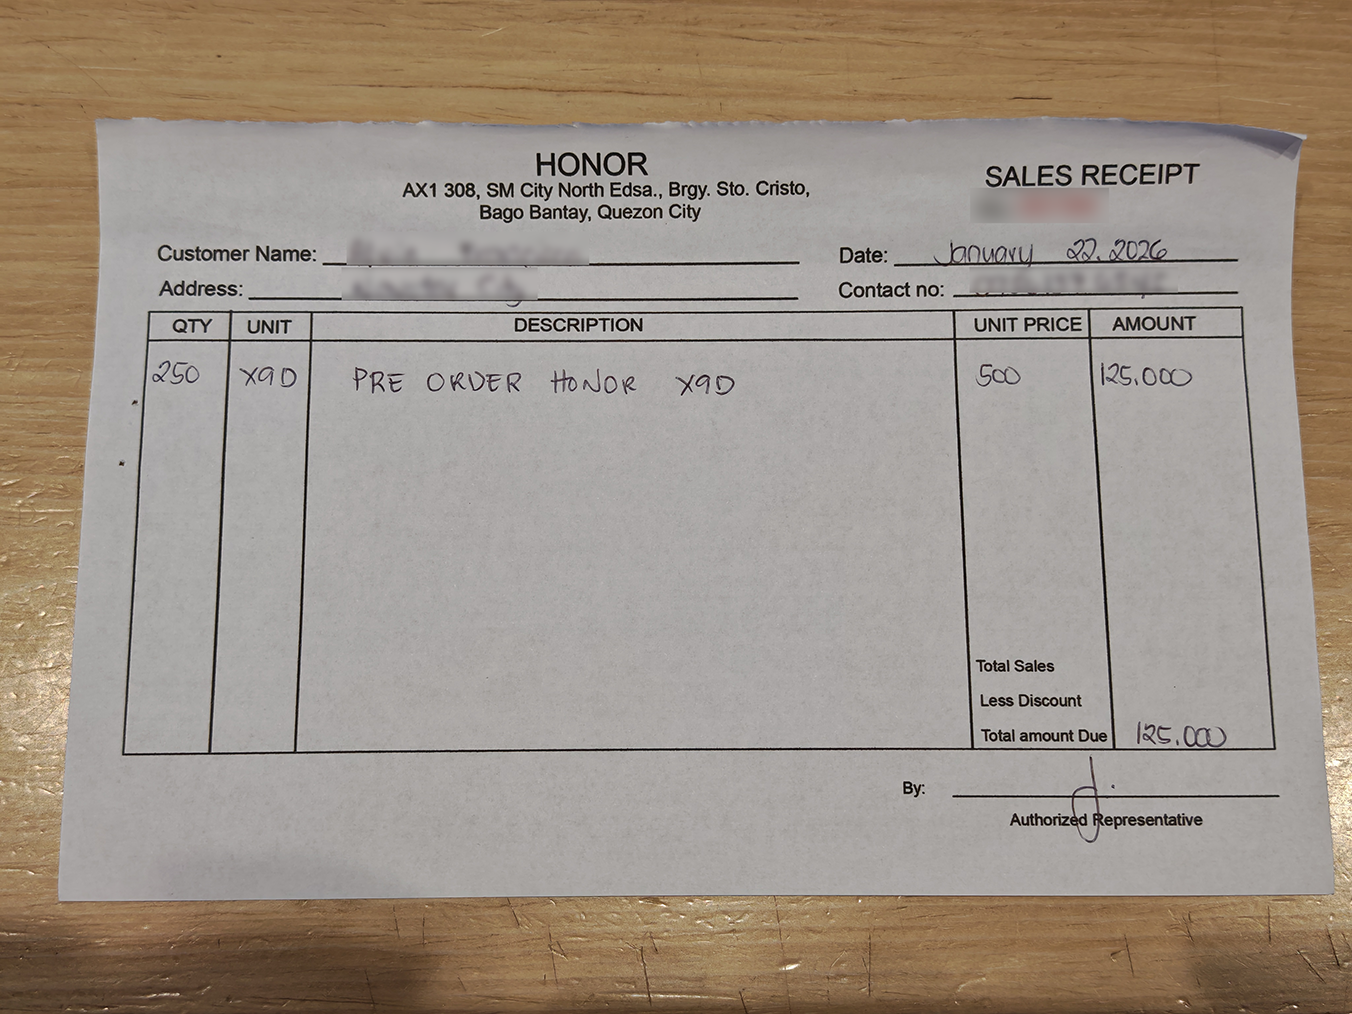 HONOR
AX1 308, SM City North Edsa., Brgy. Sto. Cristo,
Bago Bantay, Quezon City
SALES RECEIPT
Customer Name:
Date: January 22.2026
Address:
Contact no:
QTY UNIT DESCRIPTION UNIT PRICE AMOUNT
250 X9D PRE ORDER HONOR X9D 500 125.000
Total Sales
Less Discount
Total amount Due 125.000
By:
Authorized Representative